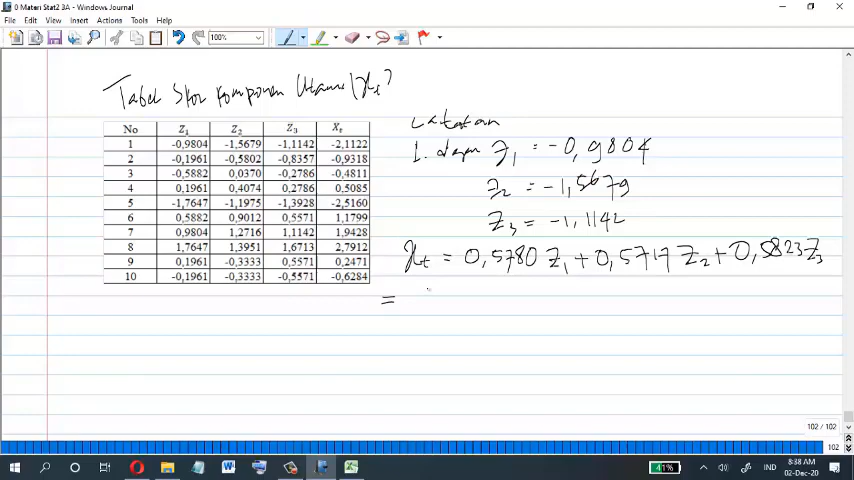 0 Materi Stat2 3A - Windows Journal
File Edit View Insert Actions Tools Help
100%
Tabel Skor Komponen Utama (Xt)
No Z1 Z2 Z3 Xt
1 -0,9804 -1,5679 -1,1142 -2,1122
2 -0,1961 -0,5802 -0,8357 -0,9318
3 -0,5882 0,0370 -0,2786 -0,4811
4 0,1961 0,4074 0,2786 0,5085
5 -1,7647 -1,1975 -1,3928 -2,5160
6 0,5882 0,9012 0,5571 1,1799
7 0,9804 1,2716 1,1142 1,9428
8 1,7647 1,3951 1,6713 2,7912
9 0,1961 -0,3333 0,5571 0,2471
10 -0,1961 -0,3333 -0,5571 -0,6284
Catatan
1. dgn Z1 = -0,9804
Z2 = -1,5679
Z3 = -1,1142
Xt = 0,5780 Z1 + 0,5717 Z2 + 0,5823 Z3
=
102 / 102
102
41%
IND
8:38 AM
02-Dec-20